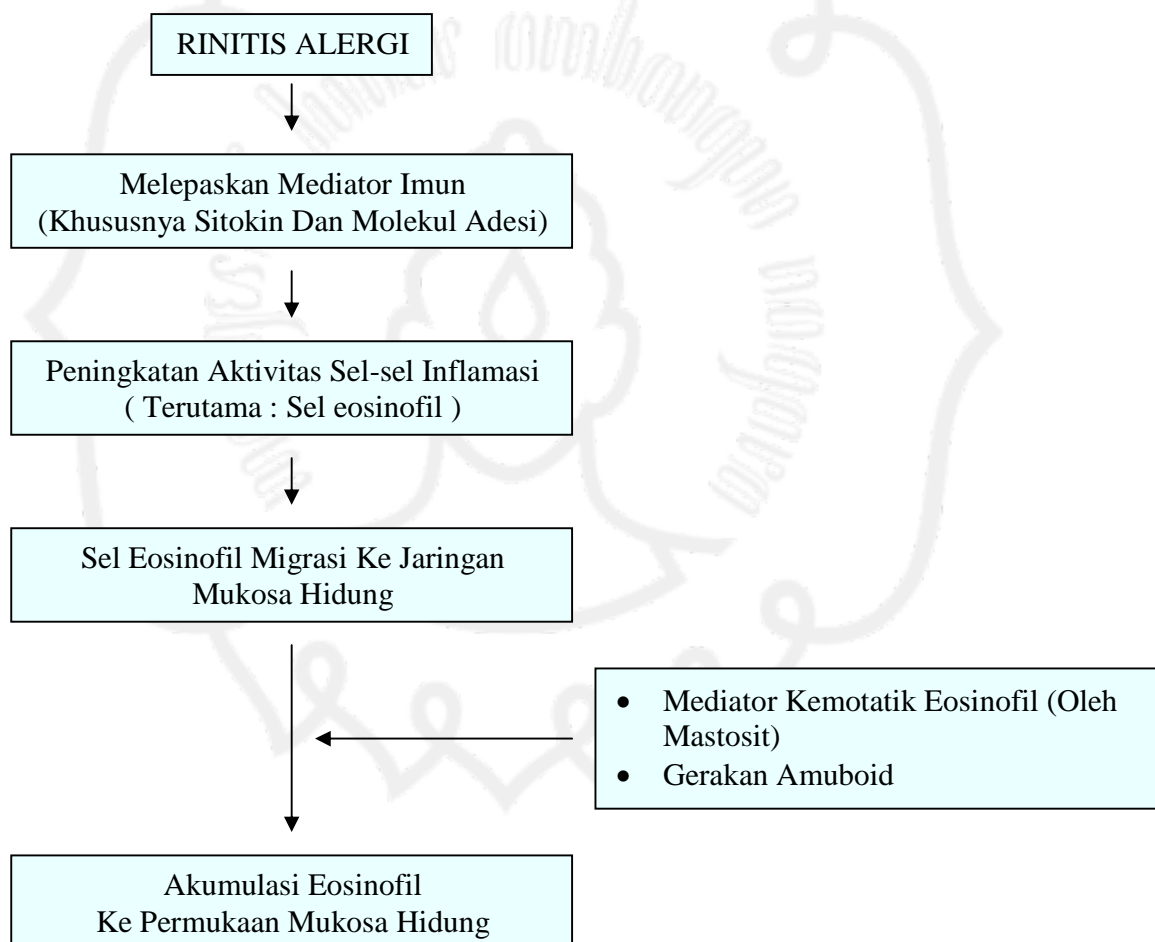 RINITIS ALERGI
Melepaskan Mediator Imun
(Khususnya Sitokin Dan Molekul Adesi)
Peningkatan Aktivitas Sel-sel Inflamasi
( Terutama : Sel eosinofil )
Sel Eosinofil Migrasi Ke Jaringan
Mukosa Hidung
• Mediator Kemotatik Eosinofil (Oleh
Mastosit)
• Gerakan Amuboid
Akumulasi Eosinofil
Ke Permukaan Mukosa Hidung